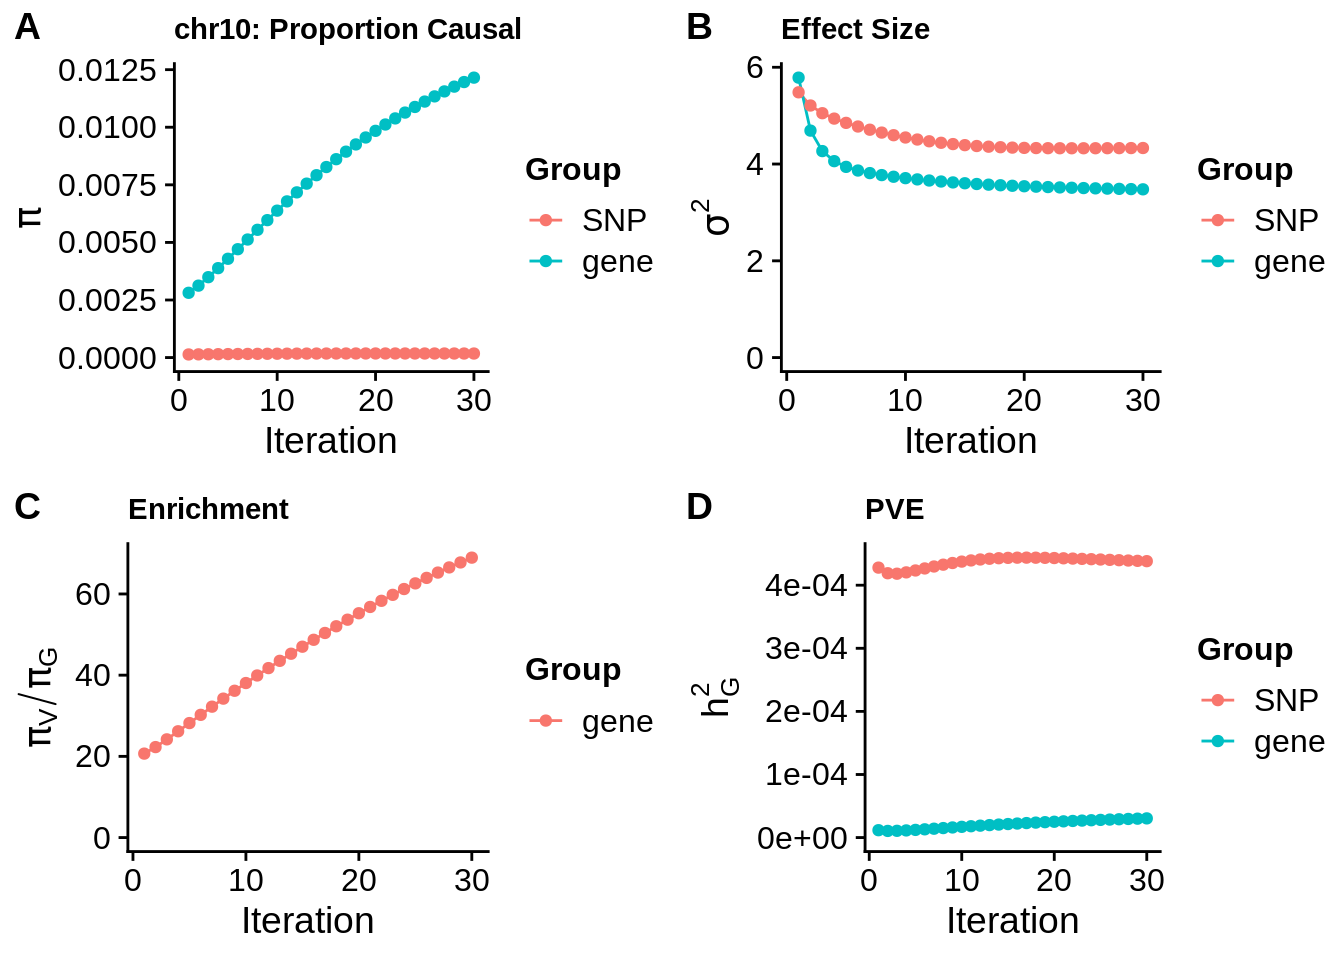 A
chr10: Proportion Causal
π
0.0125
0.0100
0.0075
0.0050
0.0025
0.0000
0 10 20 30
Iteration
Group
SNP
gene
B
Effect Size
σ²
6
4
2
0
0 10 20 30
Iteration
Group
SNP
gene
C
Enrichment
π_V/π_G
60
40
20
0
0 10 20 30
Iteration
Group
gene
D
PVE
h²_G
4e-04
3e-04
2e-04
1e-04
0e+00
0 10 20 30
Iteration
Group
SNP
gene